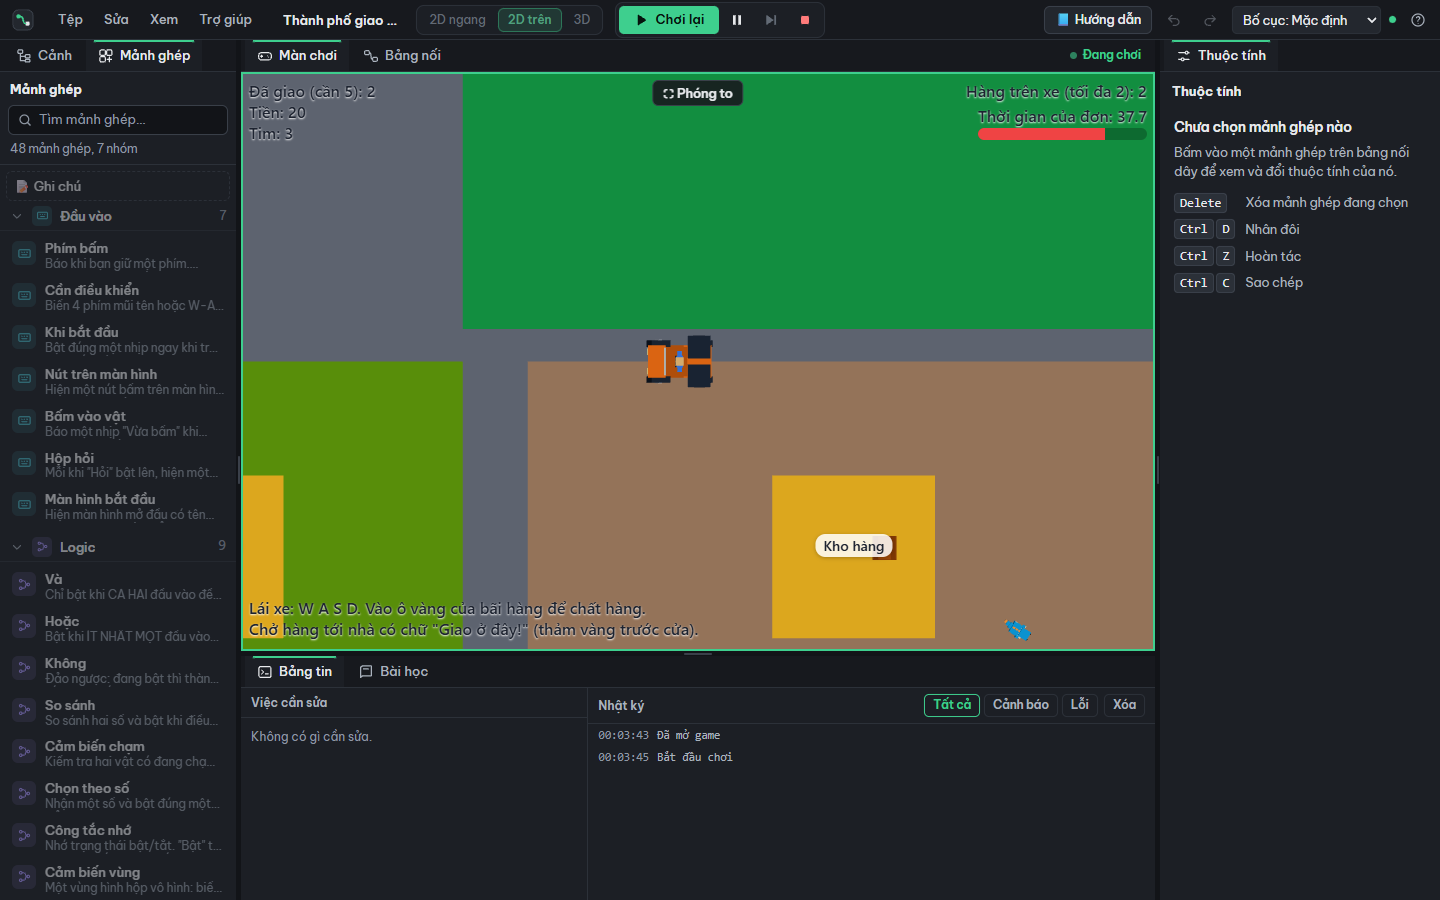 Tệp Sửa Xem Trợ giúp Thành phố giao ... 2D ngang 2D trên 3D Chơi lại Hướng dẫn Bố cục: Mặc định
Cảnh Mảnh ghép
Mảnh ghép
Tìm mảnh ghép...
48 mảnh ghép, 7 nhóm
Ghi chú
Đầu vào 7
Phím bấm
Báo khi bạn giữ một phím....
Cần điều khiển
Biến 4 phím mũi tên hoặc W-A...
Khi bắt đầu
Bật đúng một nhịp ngay khi tr...
Nút trên màn hình
Hiện một nút bấm trên màn hìn...
Bấm vào vật
Báo một nhịp "Vừa bấm" khi...
Hộp hỏi
Mỗi khi "Hỏi" bật lên, hiện một...
Màn hình bắt đầu
Hiện màn hình mở đầu có tên...
Logic 9
Và
Chỉ bật khi CẢ HAI đầu vào đề...
Hoặc
Bật khi ÍT NHẤT MỘT đầu vào...
Không
Đảo ngược: đang bật thì thàn...
So sánh
So sánh hai số và bật khi điều...
Cảm biến chạm
Kiểm tra hai vật có đang chạ...
Chọn theo số
Nhận một số và bật đúng một...
Công tắc nhớ
Nhớ trạng thái bật/tắt. "Bật" t...
Cảm biến vùng
Một vùng hình hộp vô hình: biế...
Màn chơi Bảng nối Đang chơi
Đã giao (cần 5): 2
Tiền: 20
Tim: 3
Phóng to
Hàng trên xe (tối đa 2): 2
Thời gian của đơn: 37.7
Kho hàng
Lái xe: W A S D. Vào ô vàng của bãi hàng để chất hàng.
Chở hàng tới nhà có chữ "Giao ở đây!" (thảm vàng trước cửa).
Bảng tin Bài học
Việc cần sửa
Không có gì cần sửa.
Nhật ký Tất cả Cảnh báo Lỗi Xóa
00:03:43 Đã mở game
00:03:45 Bắt đầu chơi
Thuộc tính
Thuộc tính
Chưa chọn mảnh ghép nào
Bấm vào một mảnh ghép trên bảng nối
dây để xem và đổi thuộc tính của nó.
Delete Xóa mảnh ghép đang chọn
Ctrl D Nhân đôi
Ctrl Z Hoàn tác
Ctrl C Sao chép